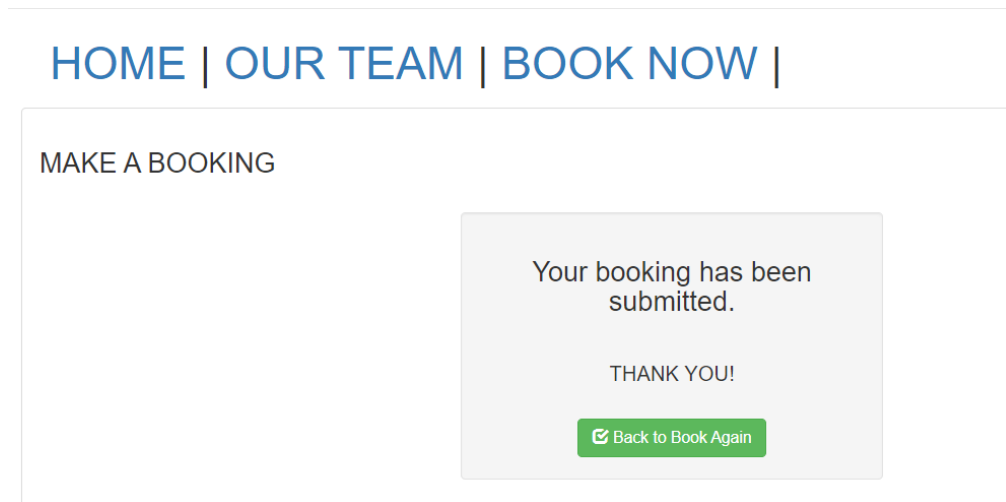 HOME | OUR TEAM | BOOK NOW |
MAKE A BOOKING
Your booking has been
submitted.
THANK YOU!
Back to Book Again